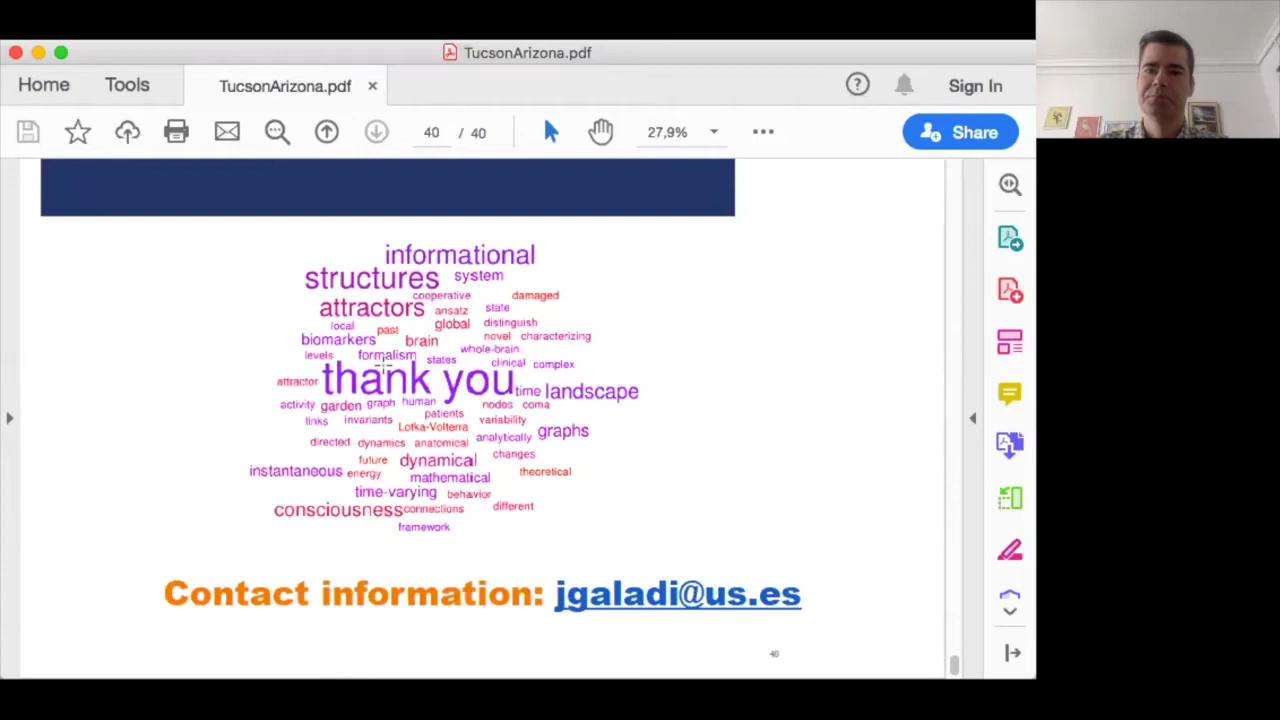 TucsonArizona.pdf
Home Tools TucsonArizona.pdf × Sign In
40 / 40 27,9% Share
informational
structures system
cooperative damaged
attractors ansatz state
local past global distinguish
biomarkers brain novel characterizing
levels formalism states whole-brain
clinical complex
attractor thank you time landscape
activity garden graph human nodes coma
links invariants patients variability
Lotka-Volterra analytically graphs
directed dynamics anatomical
future dynamical changes
instantaneous energy mathematical theoretical
time-varying behavior
consciousness connections different
framework
Contact information: jgaladi@us.es
40